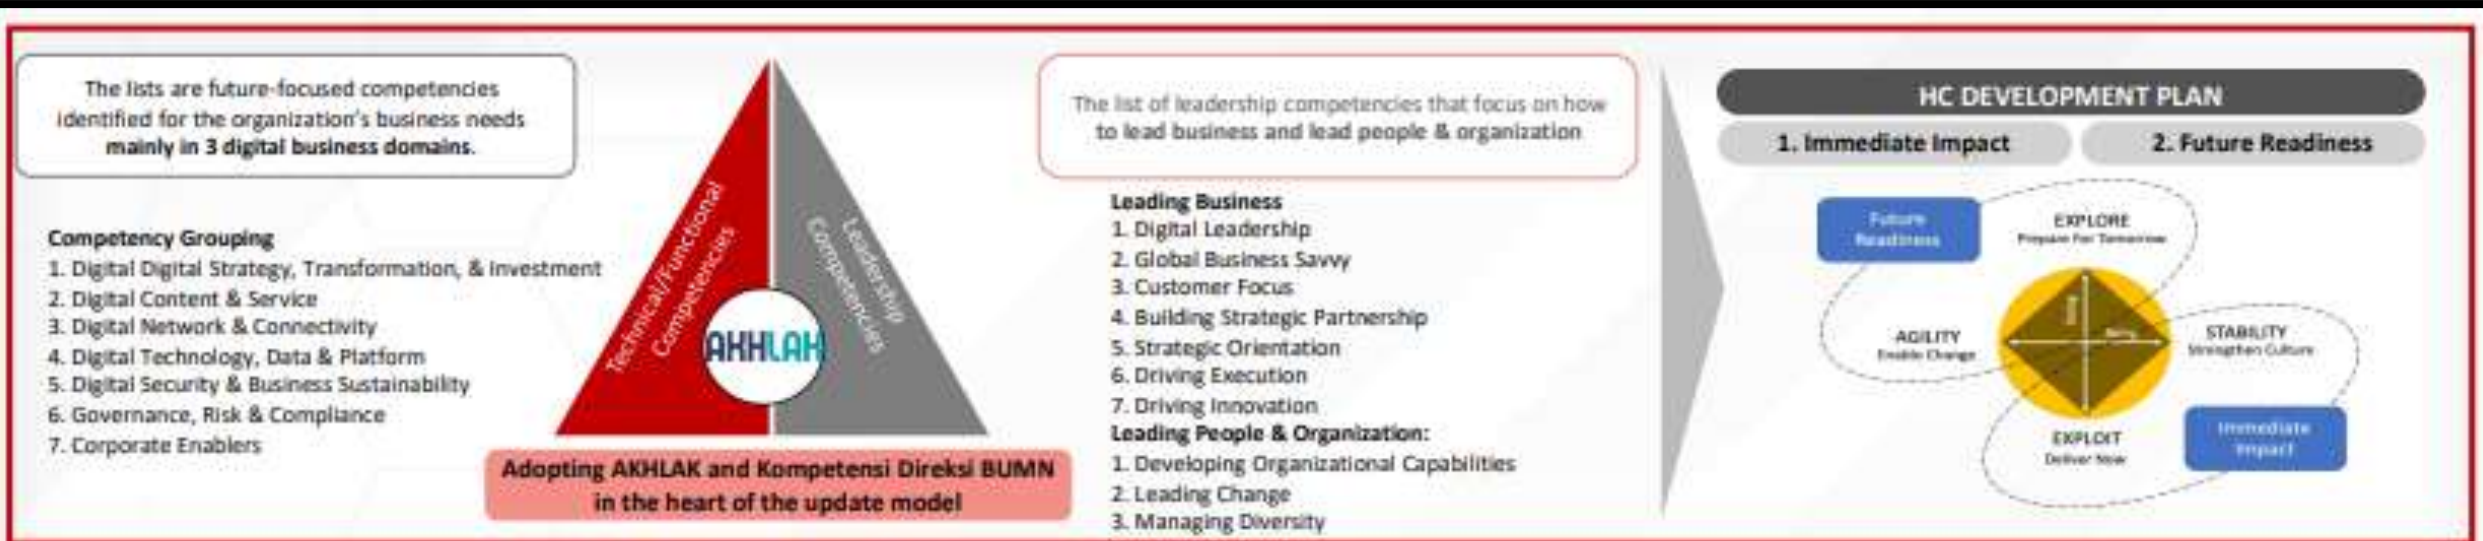 The lists are future-focused competencies
identified for the organization's business needs
mainly in 3 digital business domains.
Competency Grouping
1. Digital Digital Strategy, Transformation, & Investment
2. Digital Content & Service
3. Digital Network & Connectivity
4. Digital Technology, Data & Platform
5. Digital Security & Business Sustainability
6. Governance, Risk & Compliance
7. Corporate Enablers
Technical/Functional
Competencies
Leadership
Competencies
AKHLAK
Adopting AKHLAK and Kompetensi Direksi BUMN
in the heart of the update model
The list of leadership competencies that focus on how
to lead business and lead people & organization
Leading Business
1. Digital Leadership
2. Global Business Savvy
3. Customer Focus
4. Building Strategic Partnership
5. Strategic Orientation
6. Driving Execution
7. Driving Innovation
Leading People & Organization:
1. Developing Organizational Capabilities
2. Leading Change
3. Managing Diversity
HC DEVELOPMENT PLAN
1. Immediate Impact
2. Future Readiness
Future
Readiness
EXPLORE
Prepare For Tomorrow
AGILITY
Enable Change
STABILITY
Strengthen Culture
EXPLOIT
Deliver Now
Immediate
Impact